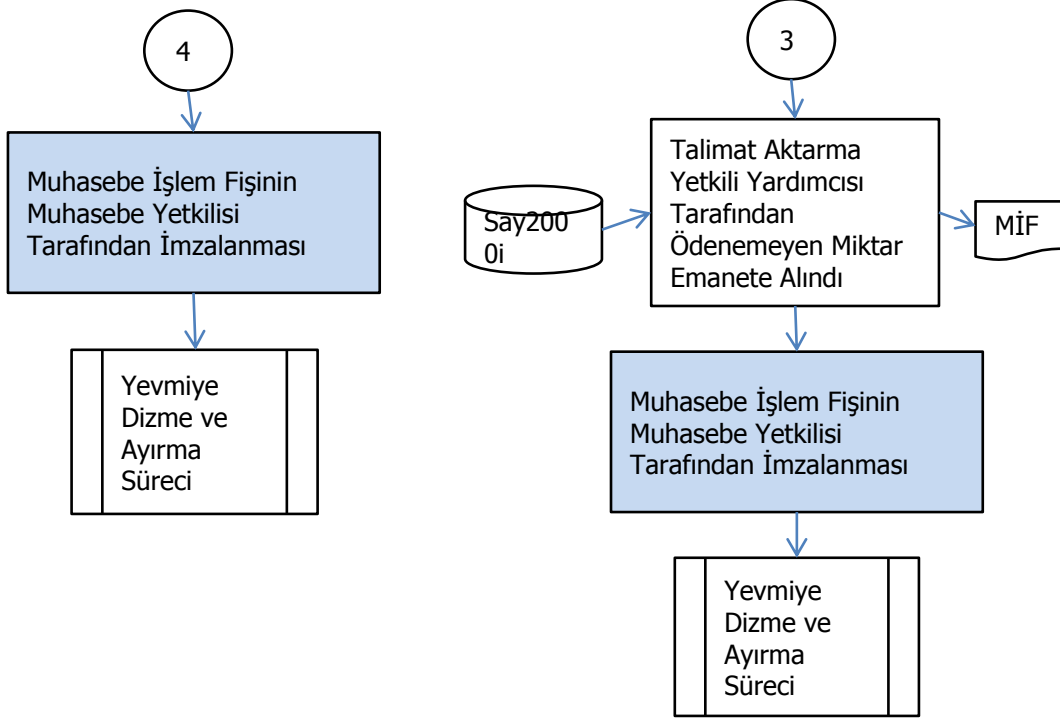 4
Muhasebe İşlem Fişinin
Muhasebe Yetkilisi
Tarafından İmzalanması
Yevmiye
Dizme ve
Ayırma
Süreci
3
Talimat Aktarma
Yetkili Yardımcısı
Tarafından
Ödenemeyen Miktar
Emanete Alındı
Say200
0i
MİF
Muhasebe İşlem Fişinin
Muhasebe Yetkilisi
Tarafından İmzalanması
Yevmiye
Dizme ve
Ayırma
Süreci